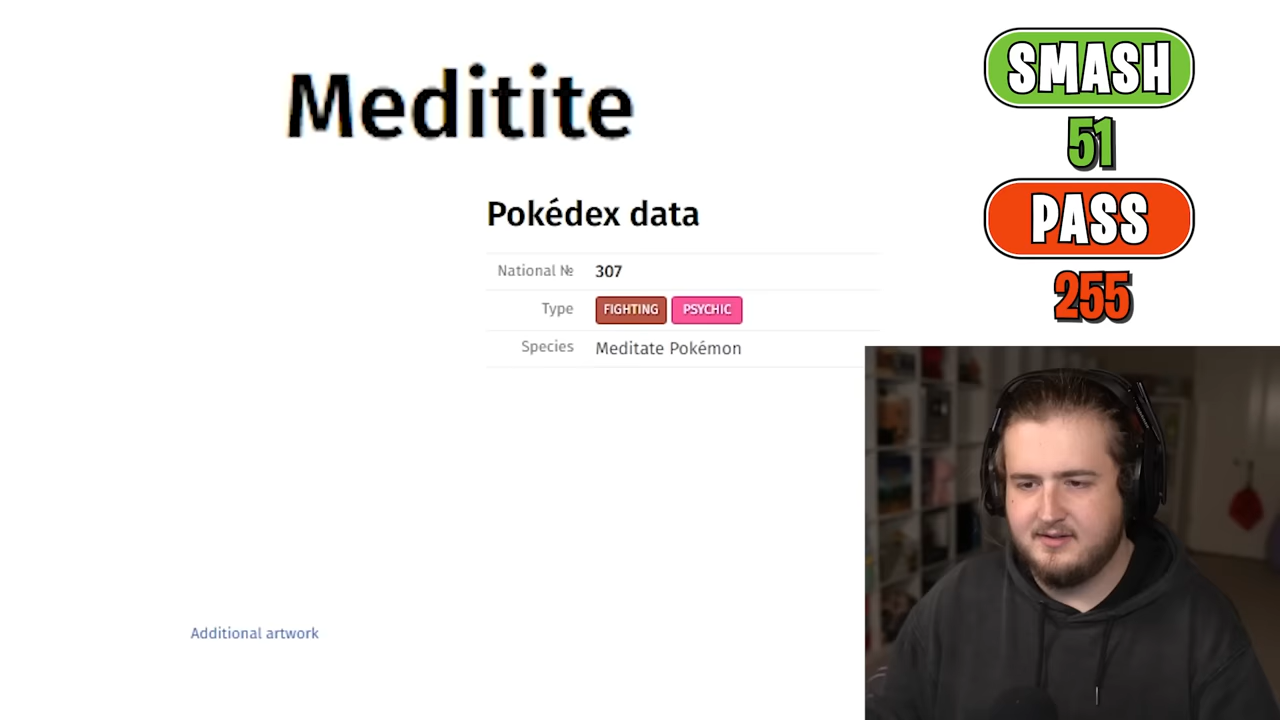 Meditite
Pokédex data
National № 307
Type FIGHTING PSYCHIC
Species Meditate Pokémon
Additional artwork
SMASH
51
PASS
255